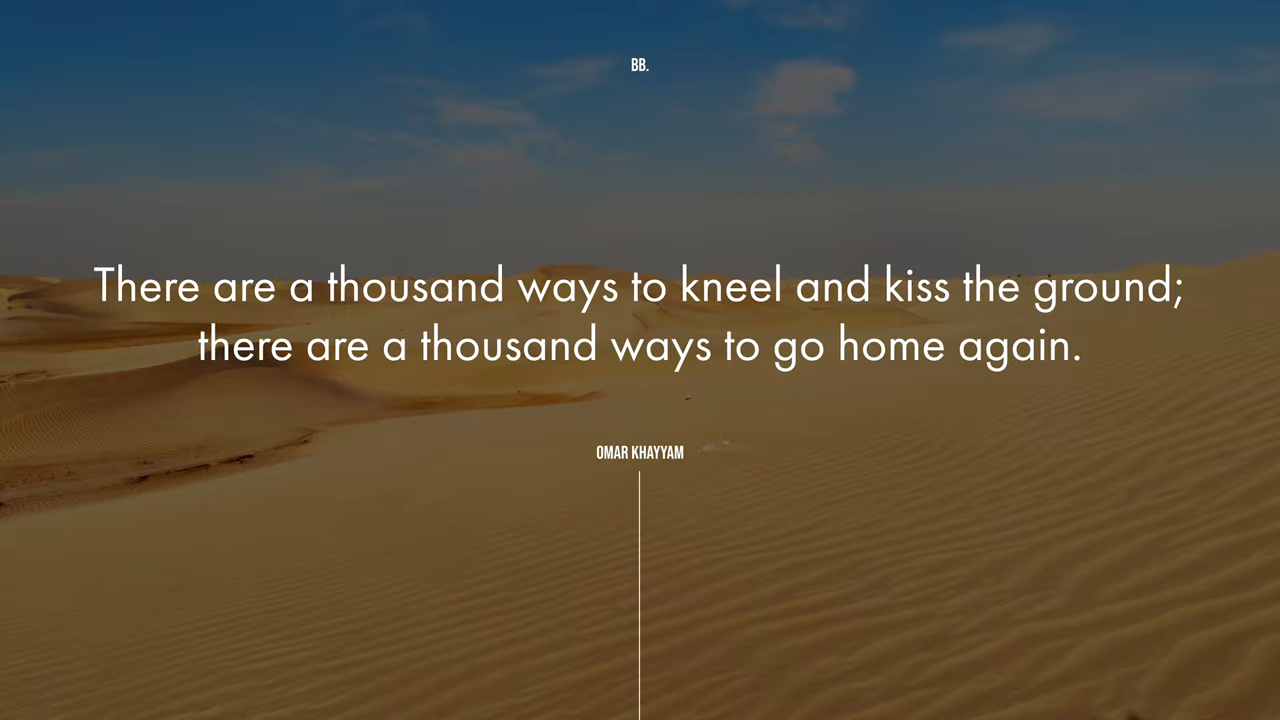 BB.
There are a thousand ways to kneel and kiss the ground;
there are a thousand ways to go home again.
OMAR KHAYYAM